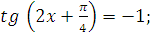 tg (2x + π/4) = −1;